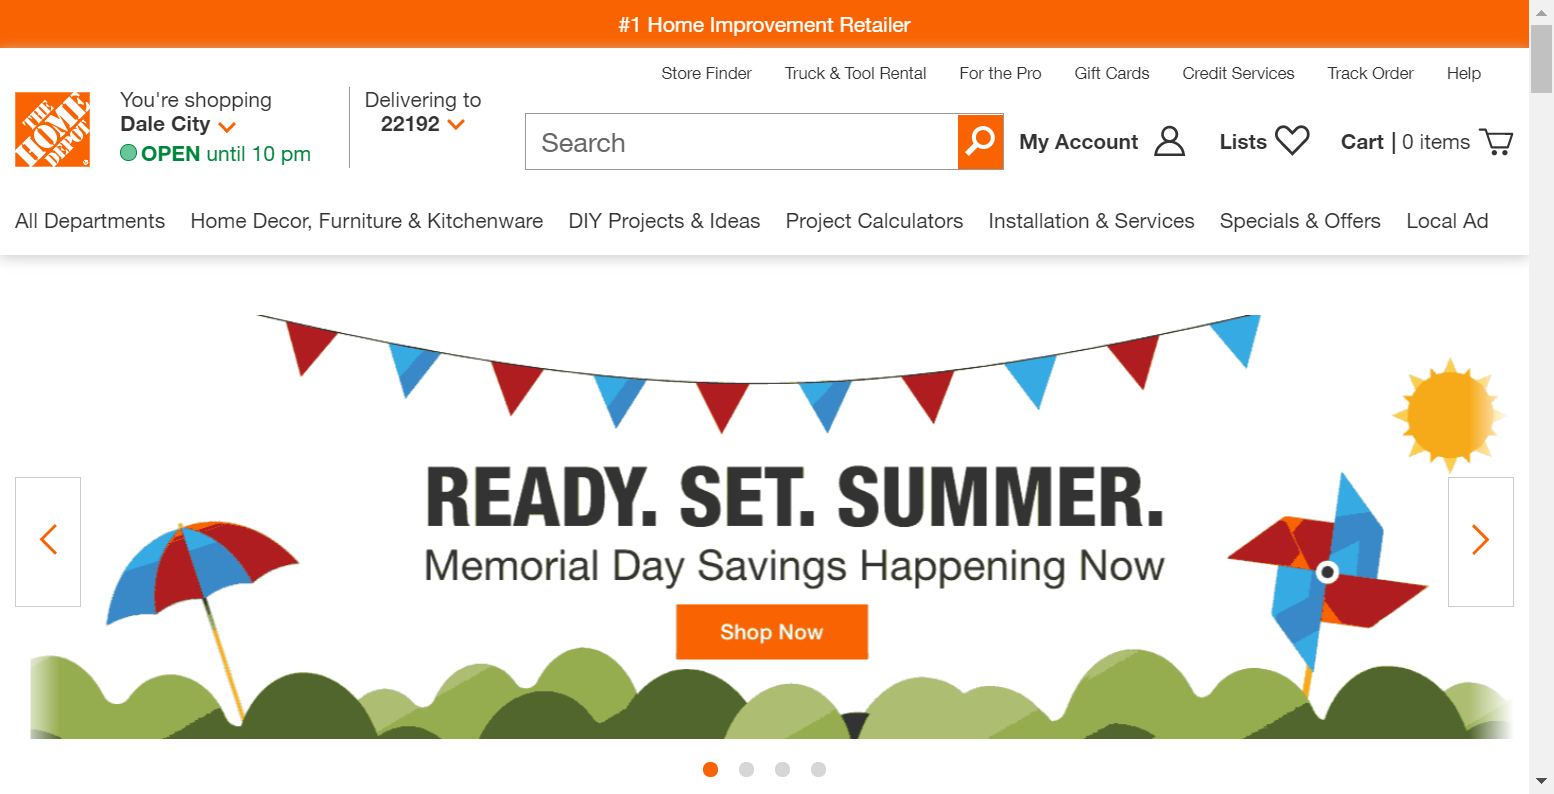 #1 Home Improvement Retailer
Store Finder Truck & Tool Rental For the Pro Gift Cards Credit Services Track Order Help
THE
HOME
DEPOT
You're shopping
Dale City
OPEN until 10 pm
Delivering to
22192
Search
My Account
Lists
Cart | 0 items
All Departments Home Decor, Furniture & Kitchenware DIY Projects & Ideas Project Calculators Installation & Services Specials & Offers Local Ad
READY. SET. SUMMER.
Memorial Day Savings Happening Now
Shop Now